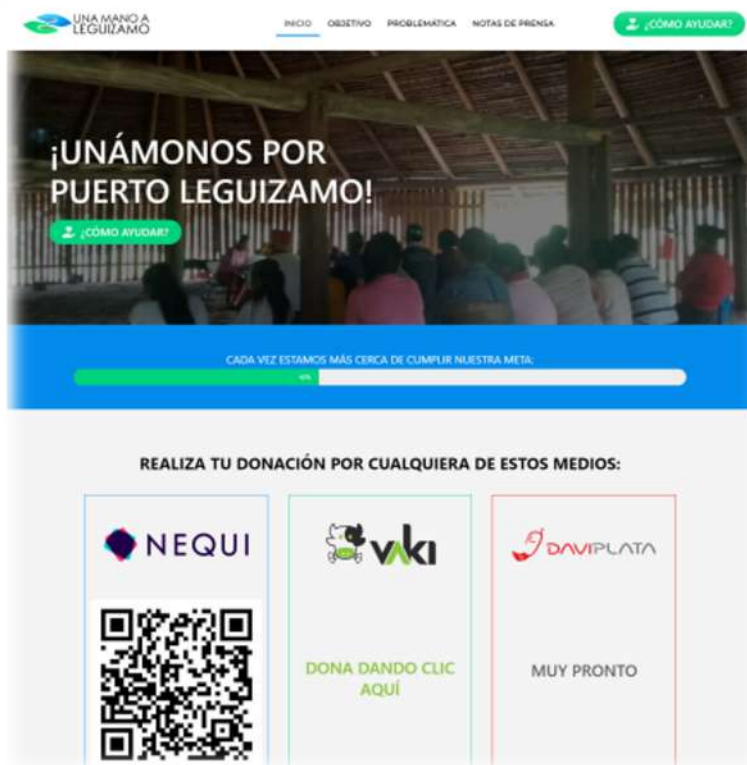 UNA MANO A
LEGUIZAMO
INICIO OBJETIVO PROBLEMÁTICA NOTAS DE PRENSA
¿CÓMO AYUDAR?
¡UNÁMONOS POR
PUERTO LEGUIZAMO!
¿CÓMO AYUDAR?
CADA VEZ ESTAMOS MÁS CERCA DE CUMPLIR NUESTRA META:
REALIZA TU DONACIÓN POR CUALQUIERA DE ESTOS MEDIOS:
NEQUI
vaki
DAVIPLATA
DONA DANDO CLIC
AQUÍ
MUY PRONTO